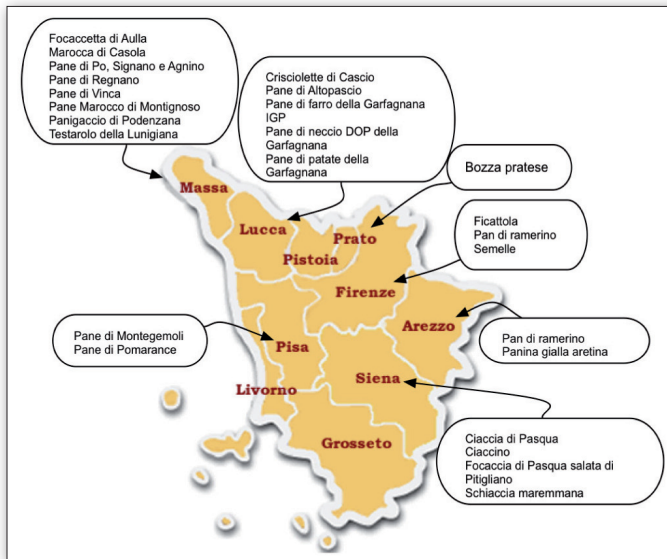 Focaccetta di Aulla
Marocca di Casola
Pane di Po, Signano e Agnino
Pane di Regnano
Pane di Vinca
Pane Marocco di Montignoso
Panigaccio di Podenzana
Testarolo della Lunigiana
Crisciolette di Cascio
Pane di Altopascio
Pane di farro della Garfagnana
IGP
Pane di neccio DOP della
Garfagnana
Pane di patate della
Garfagnana
Bozza pratese
Ficattola
Pan di ramerino
Semelle
Massa
Lucca
Prato
Pistoia
Firenze
Arezzo
Pane di Montegemoli
Pane di Pomarance
Pisa
Pan di ramerino
Panina gialla aretina
Siena
Livorno
Grosseto
Ciaccia di Pasqua
Ciaccino
Focaccia di Pasqua salata di
Pitigliano
Schiaccia maremmana